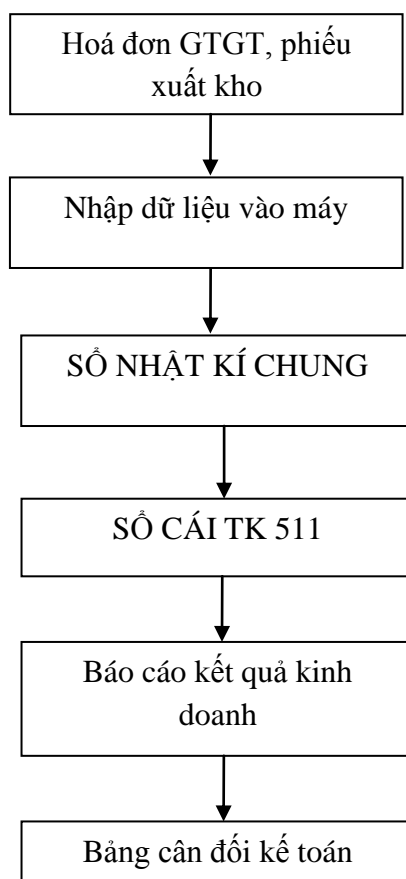 Hoá đơn GTGT, phiếu
xuất kho
Nhập dữ liệu vào máy
SỔ NHẬT KÍ CHUNG
SỔ CÁI TK 511
Báo cáo kết quả kinh
doanh
Bảng cân đối kế toán